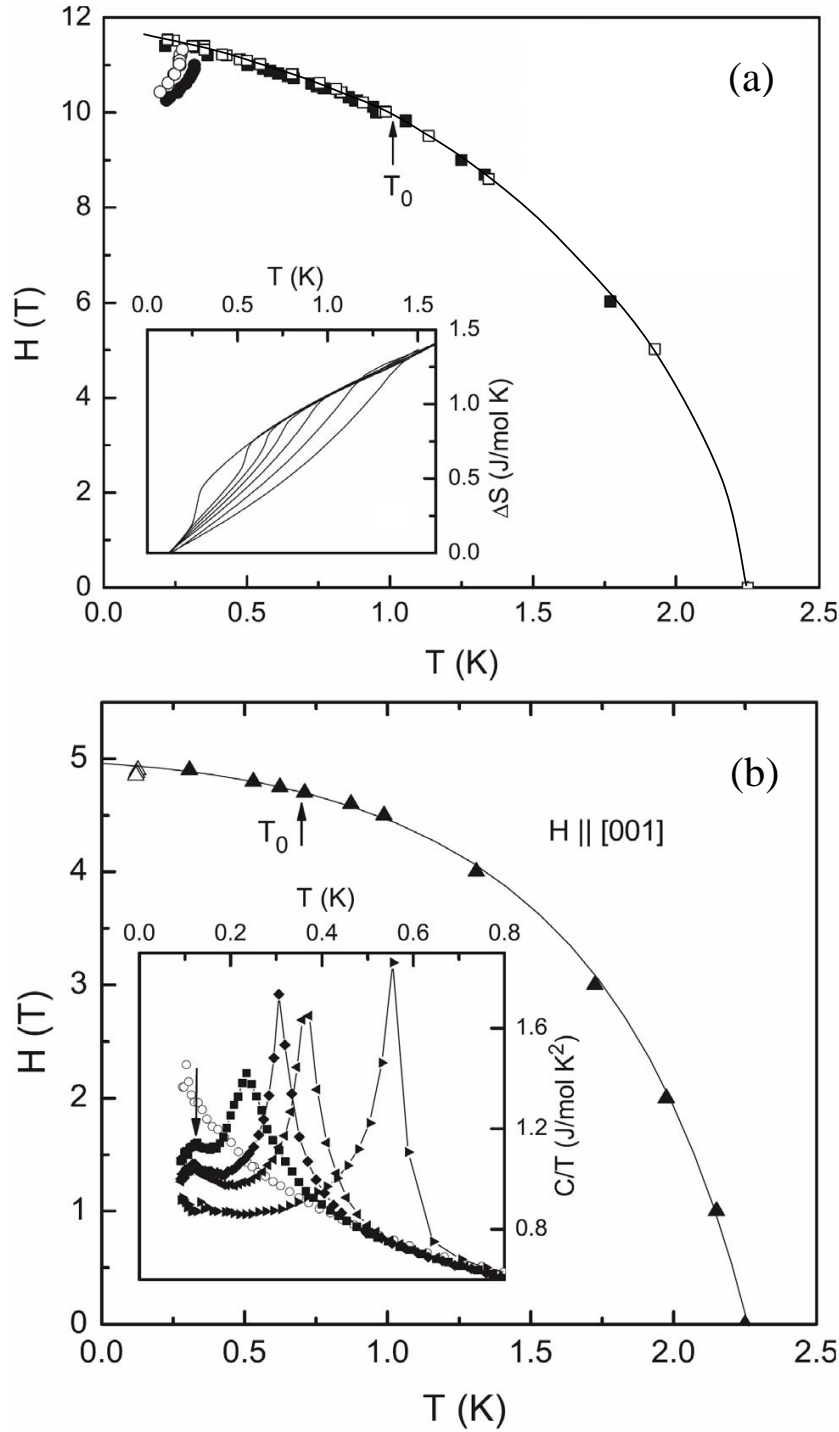 12
10
8
6
4
2
0
H (T)
(a)
T₀
T (K)
0.0 0.5 1.0 1.5
1.5
1.0
0.5
0.0
ΔS (J/mol K)
0.0 0.5 1.0 1.5 2.0 2.5
T (K)
5
4
3
2
1
0
H (T)
(b)
T₀
H || [001]
T (K)
0.0 0.2 0.4 0.6 0.8
1.6
1.2
0.8
C/T (J/mol K²)
0.0 0.5 1.0 1.5 2.0 2.5
T (K)